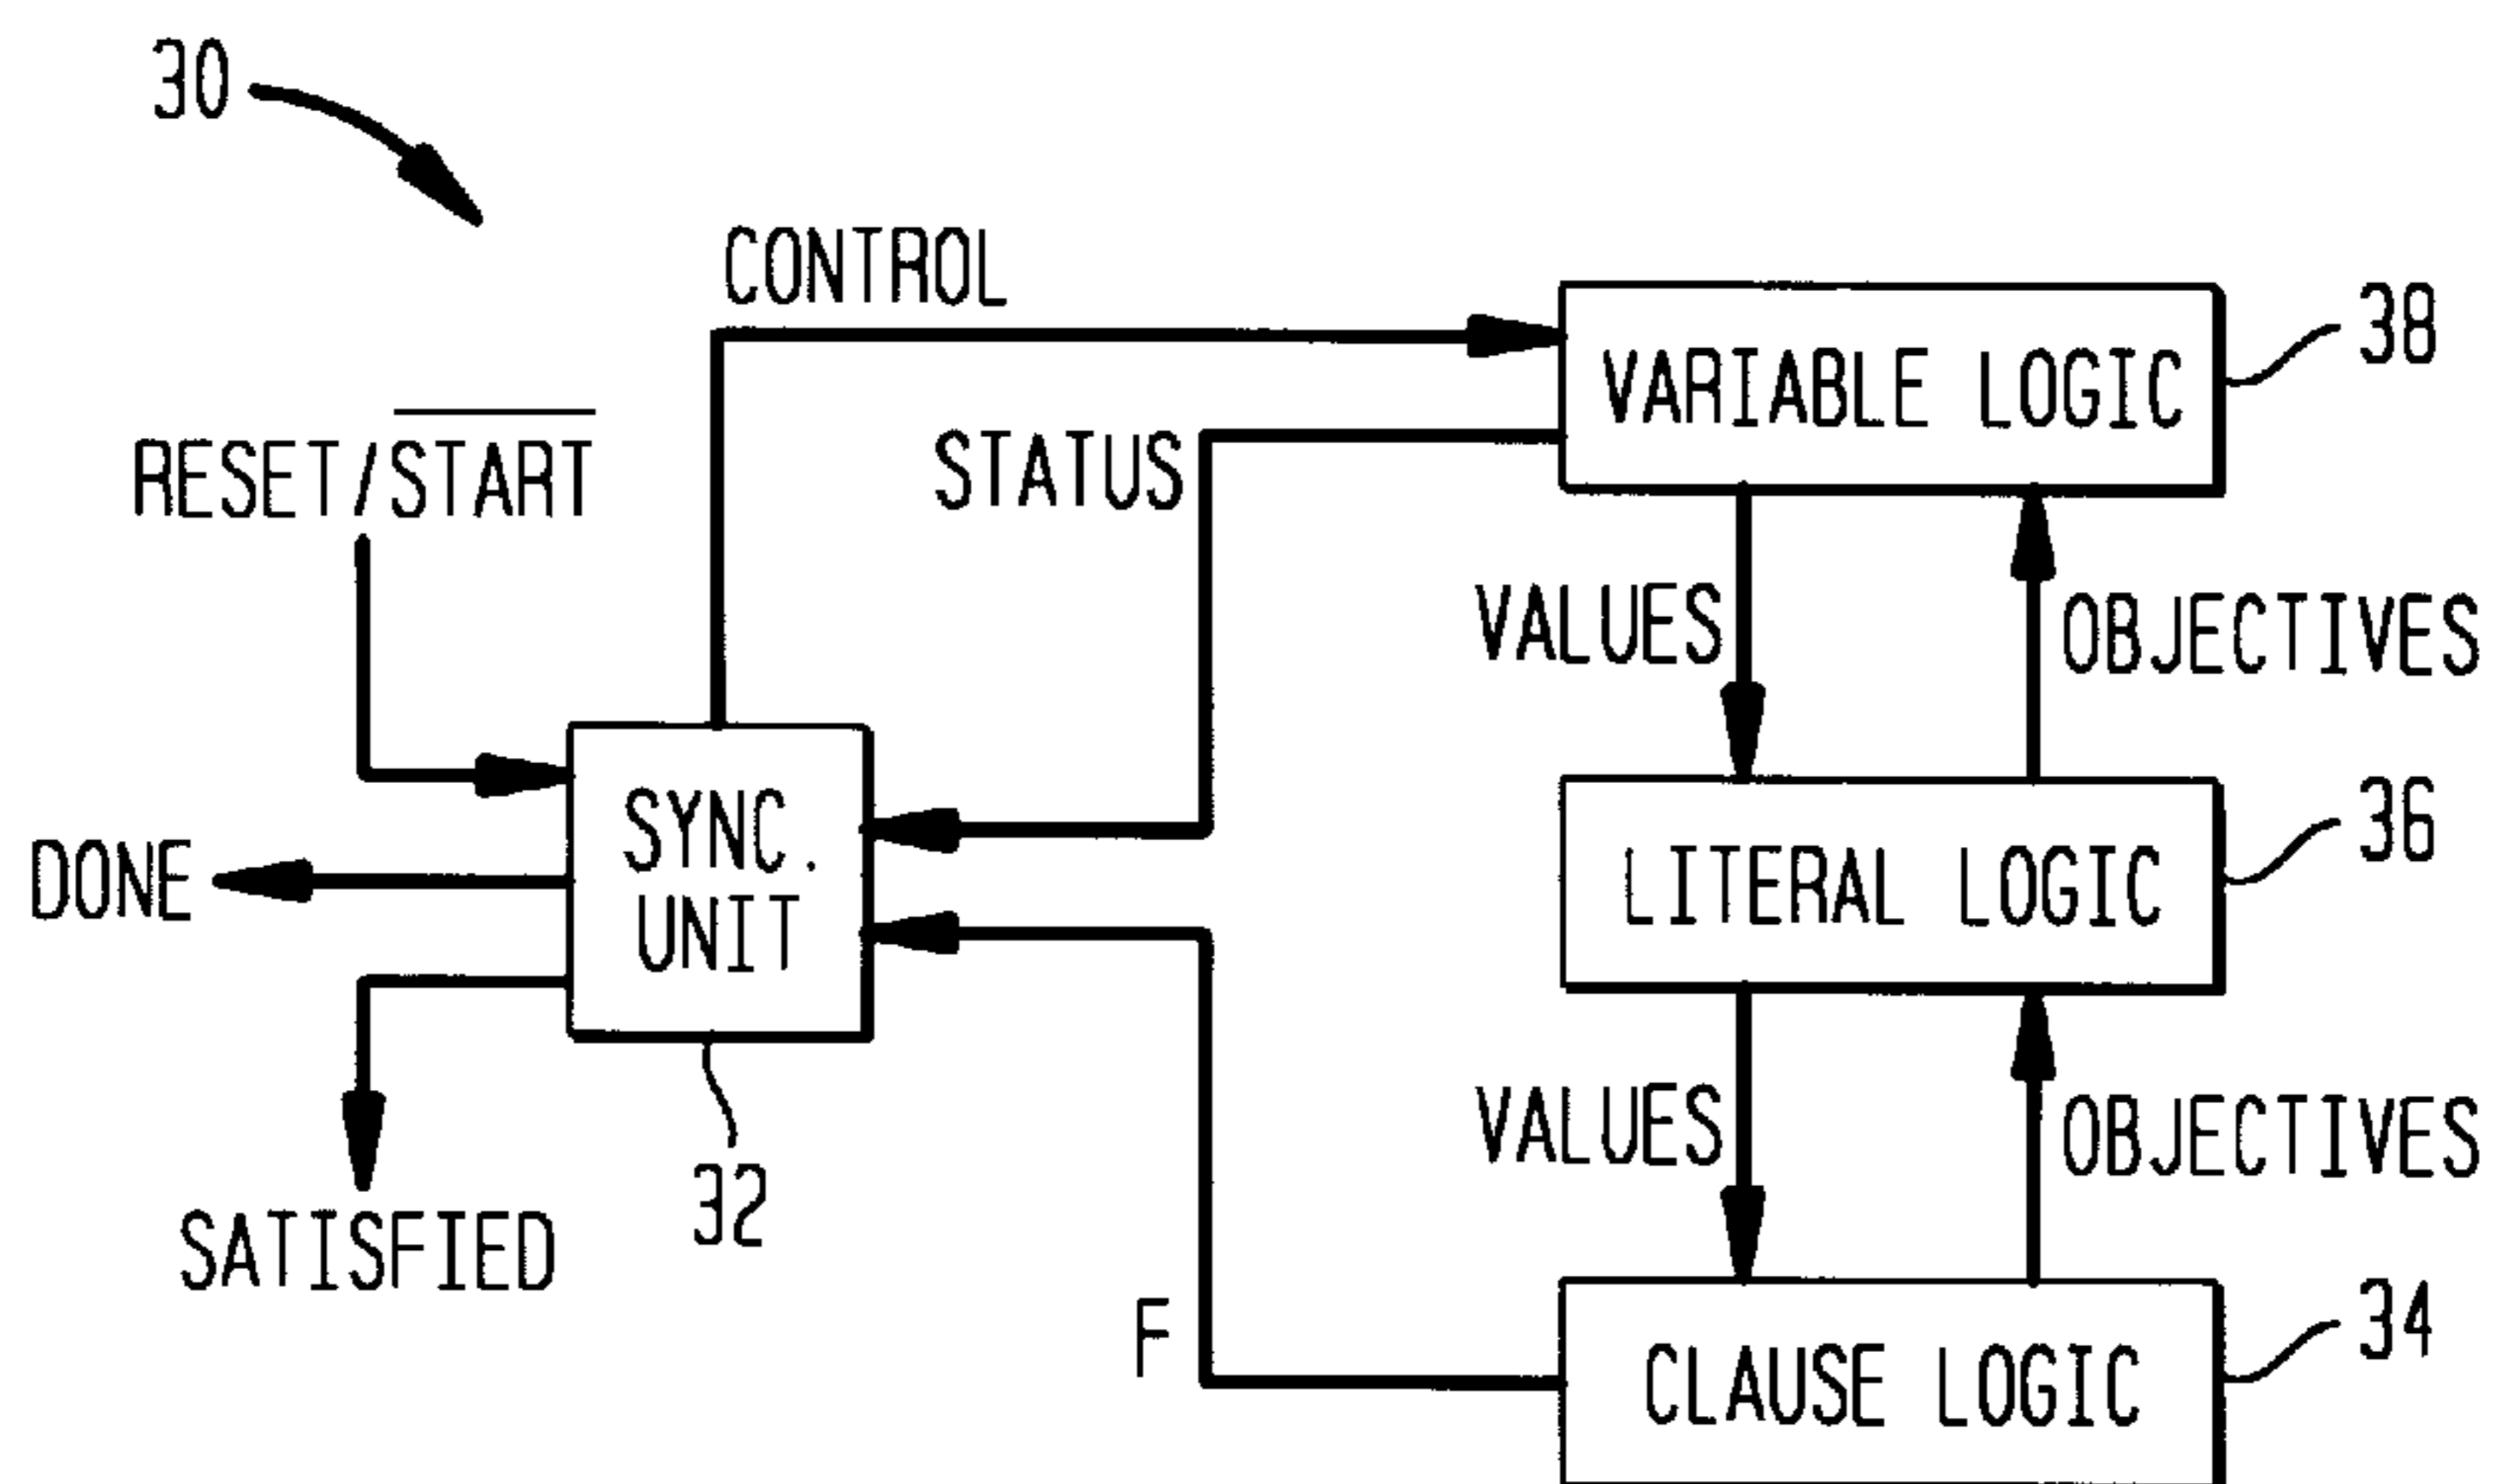 30
CONTROL
38
VARIABLE LOGIC
RESET/S̅T̅A̅R̅T̅
STATUS
VALUES
OBJECTIVES
36
SYNC.
UNIT
DONE
LITERAL LOGIC
32
SATISFIED
VALUES
OBJECTIVES
34
F
CLAUSE LOGIC